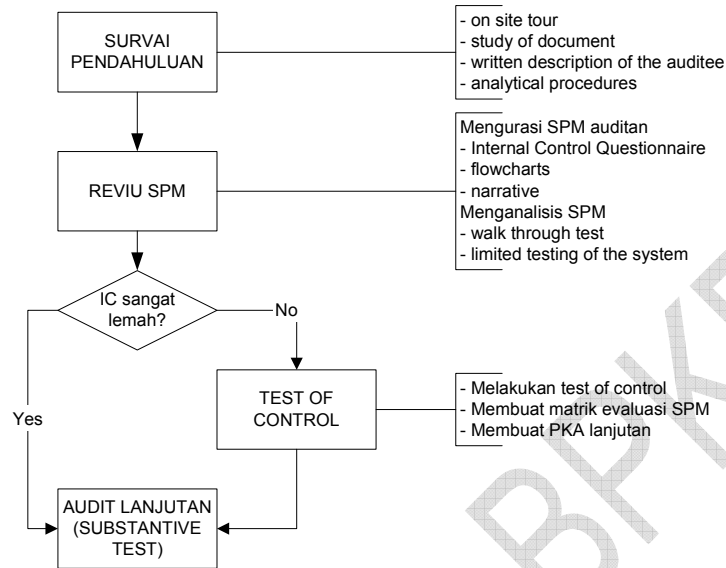 SURVAI
PENDAHULUAN
- on site tour
- study of document
- written description of the auditee
- analytical procedures
REVIU SPM
Mengurasi SPM auditan
- Internal Control Questionnaire
- flowcharts
- narrative
Menganalisis SPM
- walk through test
- limited testing of the system
IC sangat
lemah?
No
Yes
TEST OF
CONTROL
- Melakukan test of control
- Membuat matrik evaluasi SPM
- Membuat PKA lanjutan
AUDIT LANJUTAN
(SUBSTANTIVE
TEST)
BPKP